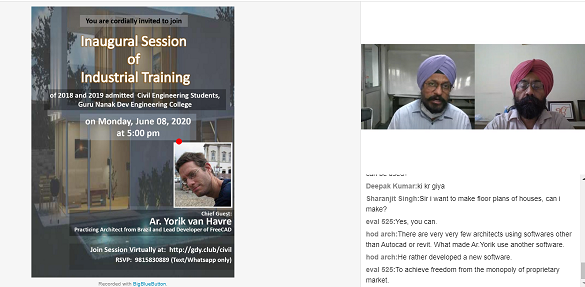 You are cordially invited to join
Inaugural Session
of
Industrial Training
of 2018 and 2019 admitted Civil Engineering Students,
Guru Nanak Dev Engineering College
on Monday, June 08, 2020
at 5:00 pm
Chief Guest:
Ar. Yorik van Havre
Practicing Architect from Brazil and Lead Developer of FreeCAD
Join Session Virtually at: http://gdy.club/civil
RSVP: 9815830889 (Text/Whatsapp only)
Recorded with BigBlueButton.
Deepak Kumar:ki kr giya
Sharanjit Singh:Sir i want to make floor plans of houses, can i
make?
eval 525:Yes, you can.
hod arch:There are very very few architects using softwares other
than Autocad or revit. What made Ar.Yorik use another software.
hod arch:He rather developed a new software.
eval 525:To achieve freedom from the monopoly of proprietary
market.